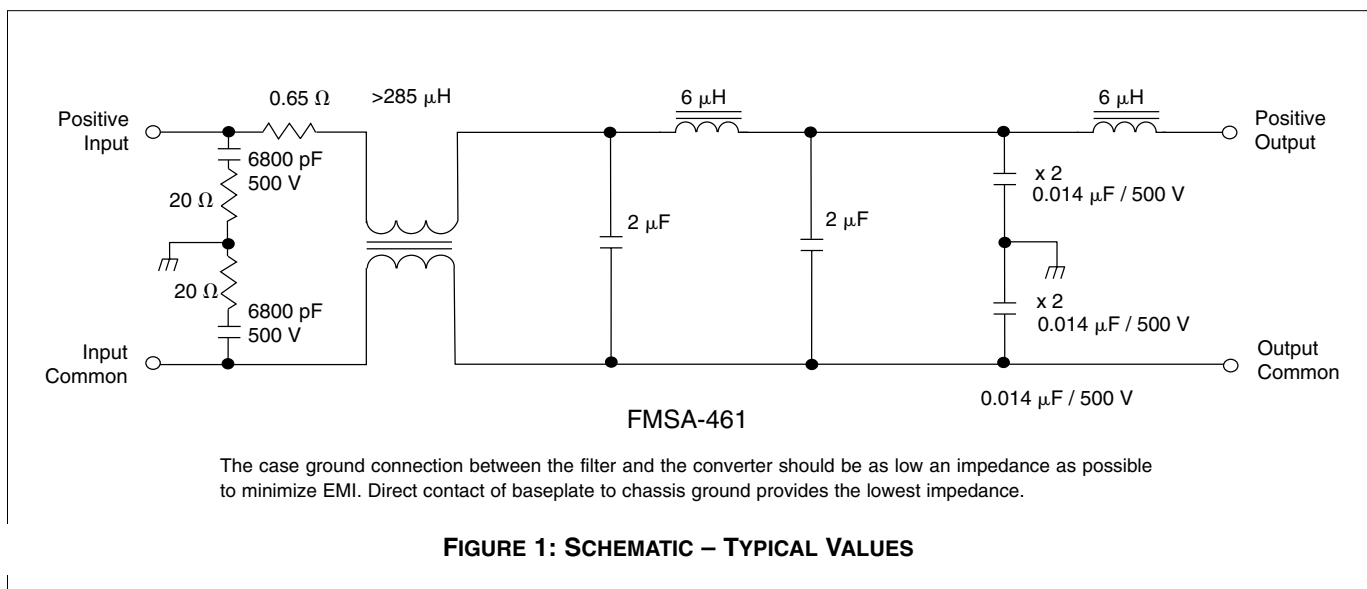 0.65 Ω
>285 µH
6 µH
6 µH
Positive
Input
Positive
Output
6800 pF
500 V
20 Ω
x 2
0.014 µF / 500 V
2 µF
2 µF
20 Ω
6800 pF
500 V
x 2
0.014 µF / 500 V
Input
Common
Output
Common
0.014 µF / 500 V
FMSA-461
The case ground connection between the filter and the converter should be as low an impedance as possible
to minimize EMI. Direct contact of baseplate to chassis ground provides the lowest impedance.
FIGURE 1: SCHEMATIC – TYPICAL VALUES